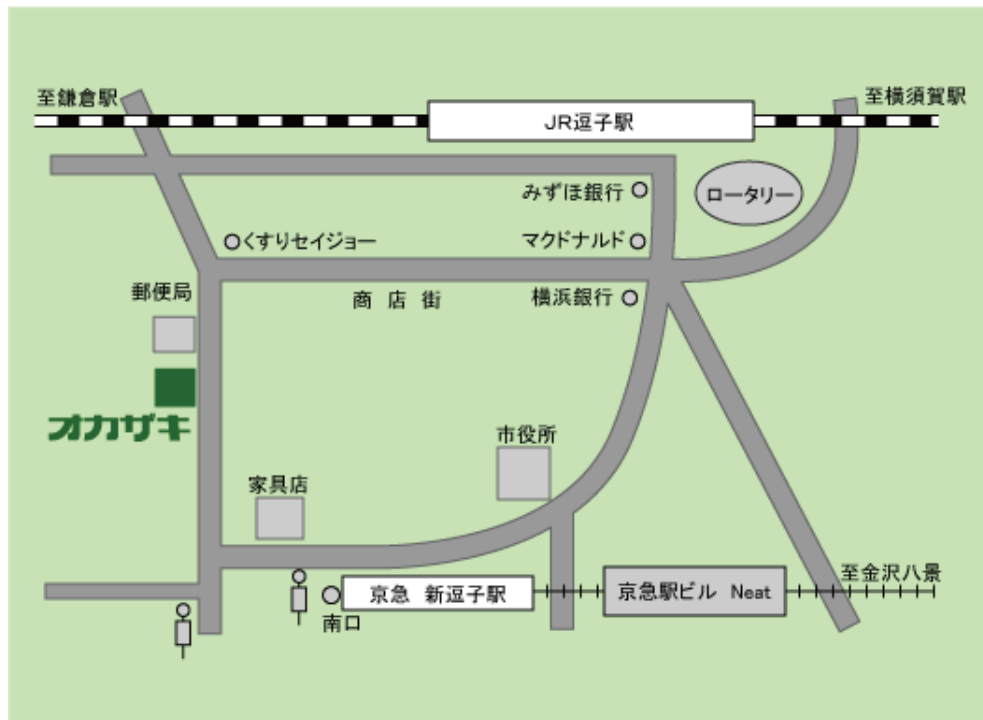 至鎌倉駅
JR逗子駅
至横須賀駅
みずほ銀行
ロータリー
くすりセイジョー
マクドナルド
郵便局
商店街
横浜銀行
オカザキ
市役所
家具店
京急 新逗子駅
京急駅ビル Neat
至金沢八景
南口